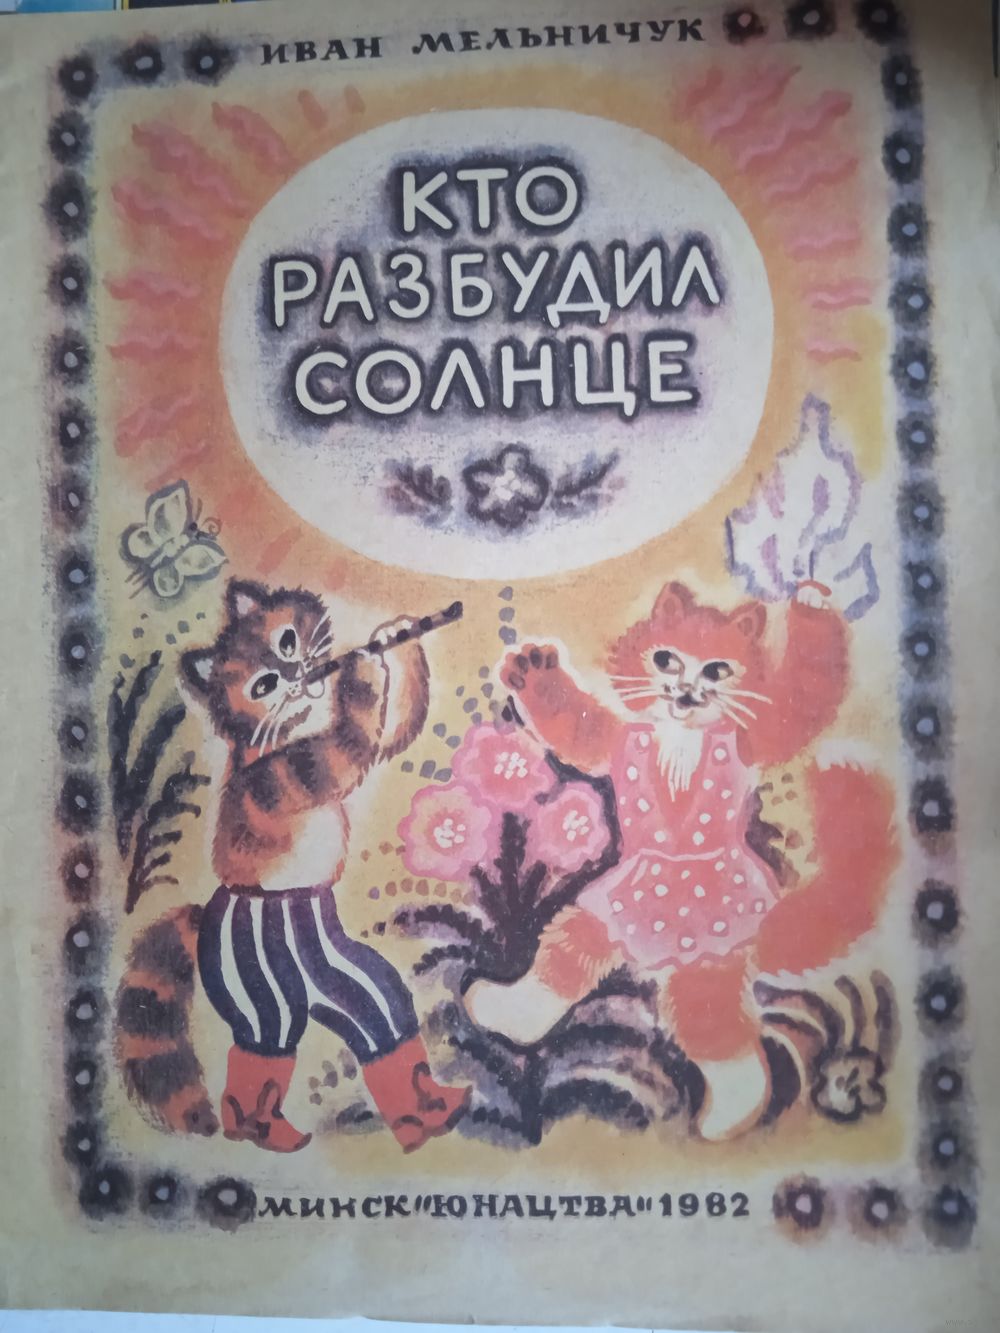 ИВАН МЕЛЬНИЧУК
КТО
РАЗБУДИЛ
СОЛНЦЕ
МИНСК "ЮНАЦТВА" 1982